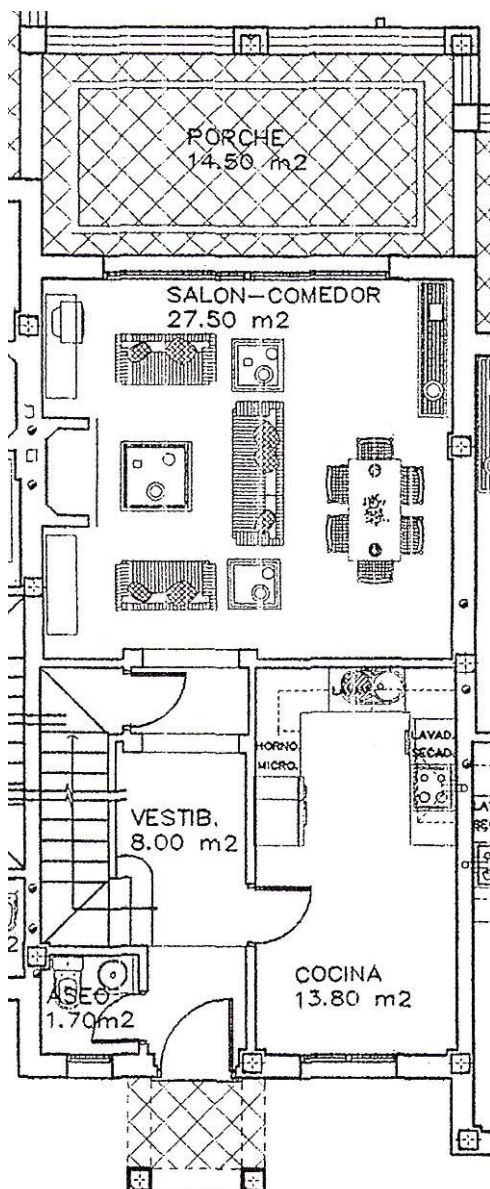 PORCHE
14.50 m2
SALON-COMEDOR
27.50 m2
HORNO
MICRO.
LAVAD.
SECAD.
VESTIB.
8.00 m2
COCINA
13.80 m2
ASEO
1.70m2